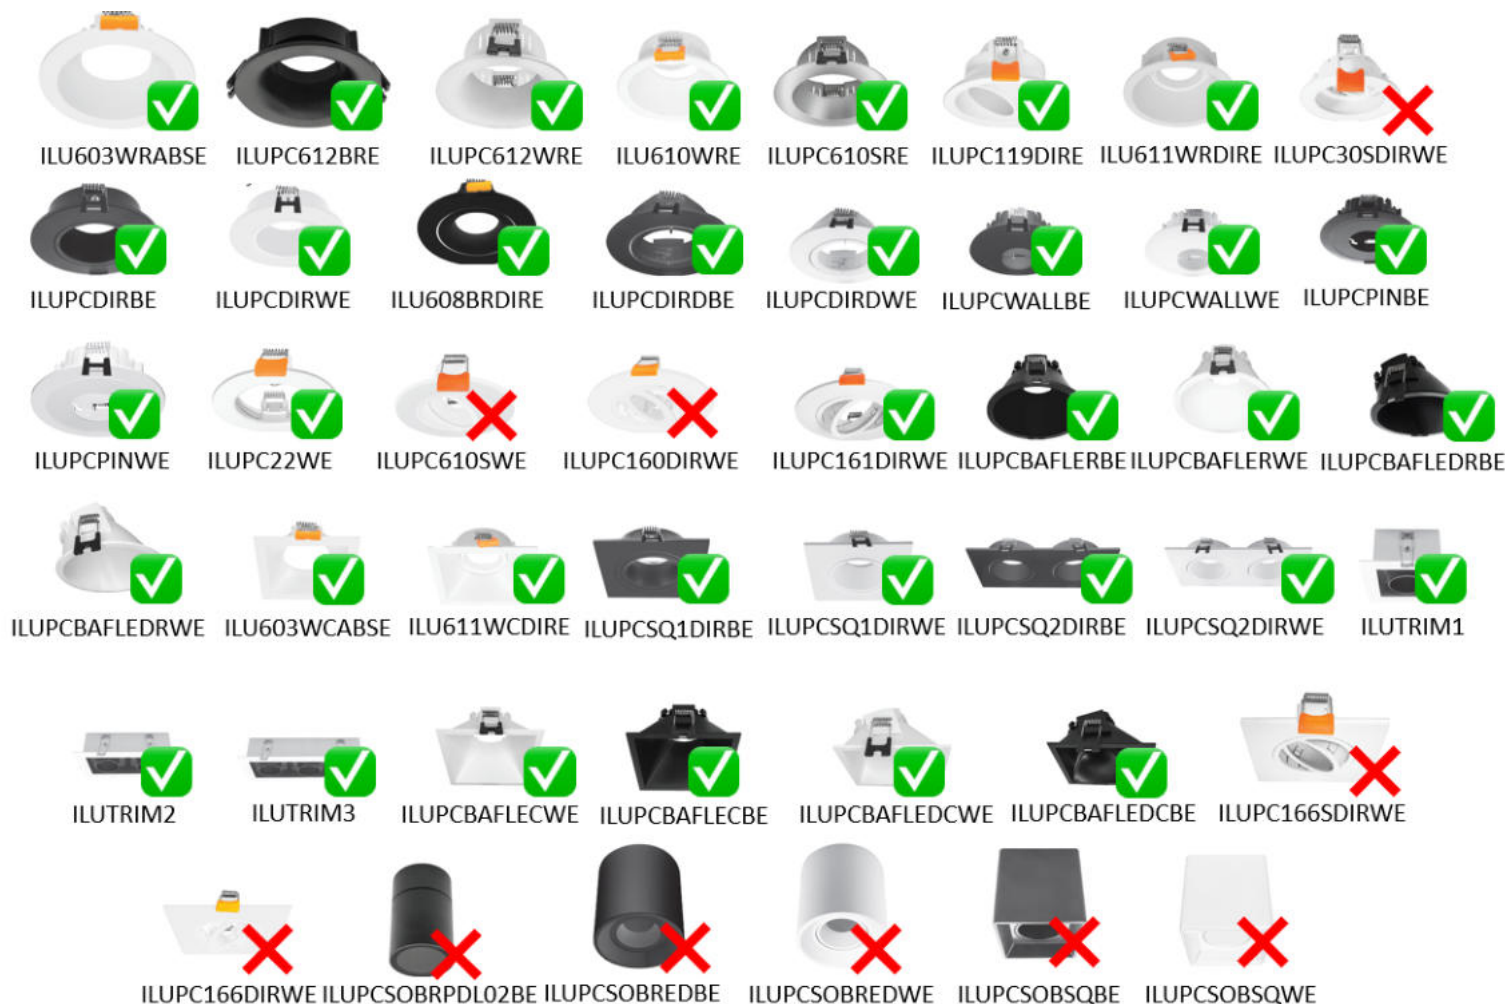 ILU603WRABSE ILUPC612BRE ILUPC612WRE ILU610WRE ILUPC610SRE ILUPC119DIRE ILU611WRDIRE ILUPC30SDIRWE
ILUPCDIRBE ILUPCDIRWE ILU608BRDIRE ILUPCDIRDBE ILUPCDIRDWE ILUPCWALLBE ILUPCWALLWE ILUPCPINBE
ILUPCPINWE ILUPC22WE ILUPC610SWE ILUPC160DIRWE ILUPC161DIRWE ILUPCBAFLERBE ILUPCBAFLERWE ILUPCBAFLEDRBE
ILUPCBAFLEDRWE ILU603WCABSE ILU611WCDIRE ILUPCSQ1DIRBE ILUPCSQ1DIRWE ILUPCSQ2DIRBE ILUPCSQ2DIRWE ILUTRIM1
ILUTRIM2 ILUTRIM3 ILUPCBAFLECWE ILUPCBAFLECBE ILUPCBAFLEDCWE ILUPCBAFLEDCBE ILUPC166SDIRWE
ILUPC166DIRWE ILUPCSOBRPDL02BE ILUPCSOBREDBE ILUPCSOBREDWE ILUPCSOBSQBE ILUPCSOBSQWE